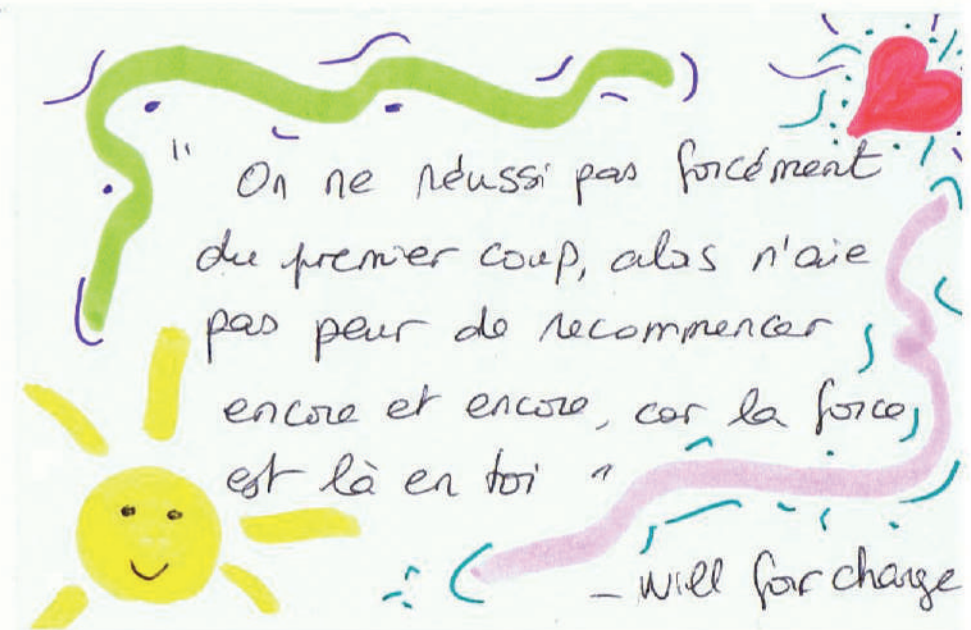 " On ne réussi pas forcément
du premier coup, alors n'aie
pas peur de recommencer
encore et encore, car la force
est là en toi "
_ will for change